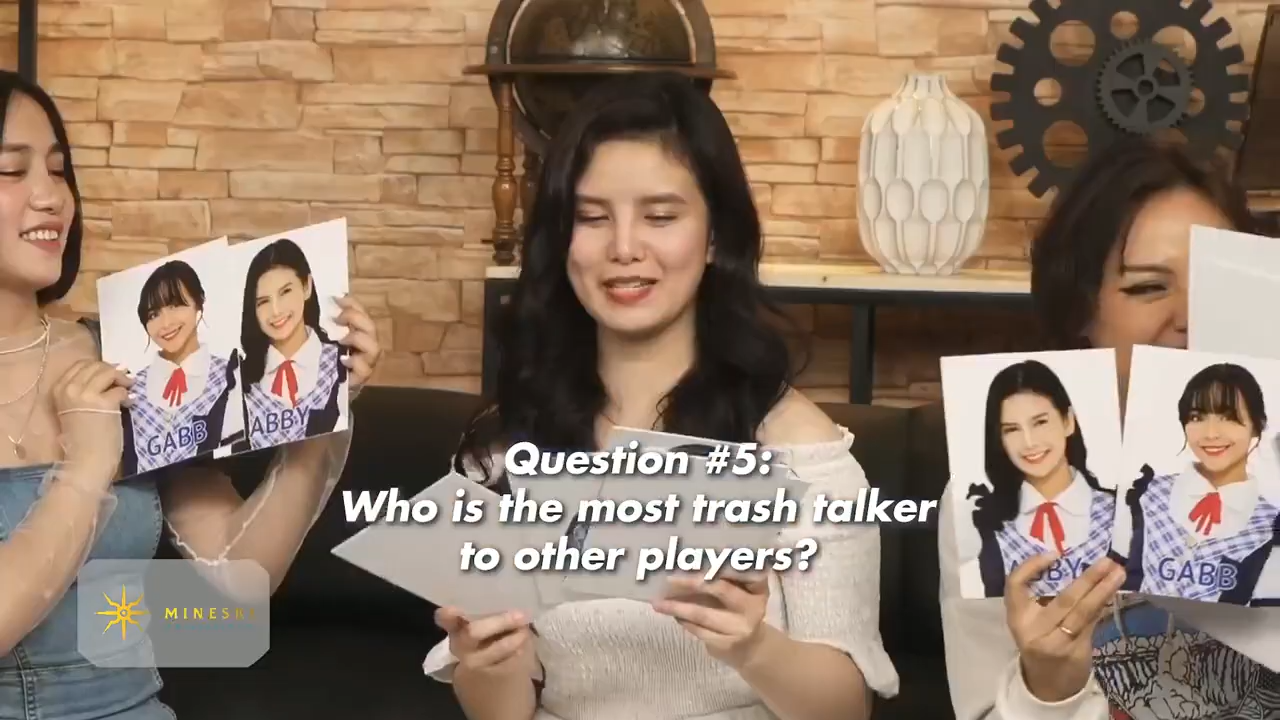 GABB
ABBY
Question #5:
Who is the most trash talker
to other players?
ABBY
GABB
MINESKI